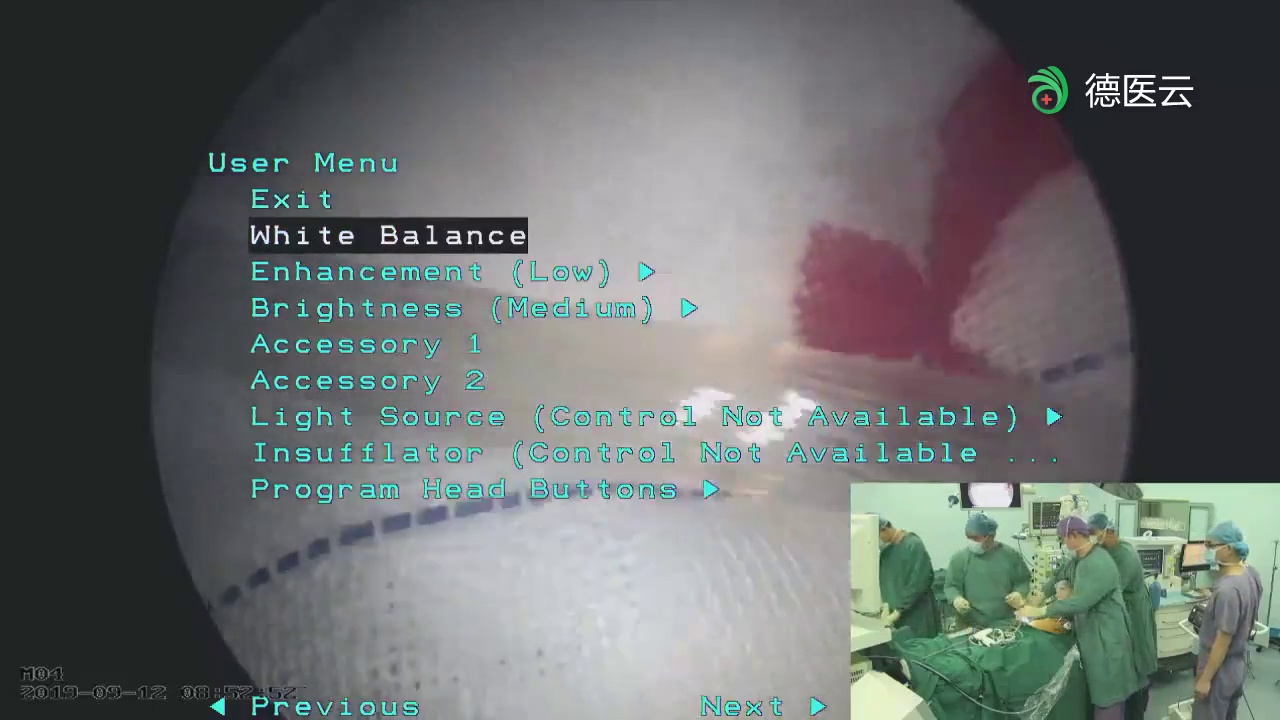 德医云
User Menu
Exit
White Balance
Enhancement (Low) ▶
Brightness (Medium) ▶
Accessory 1
Accessory 2
Light Source (Control Not Available) ▶
Insufflator (Control Not Available ...
Program Head Buttons ▶
M04
2019-09-12 08:52:52
◀ Previous
Next ▶